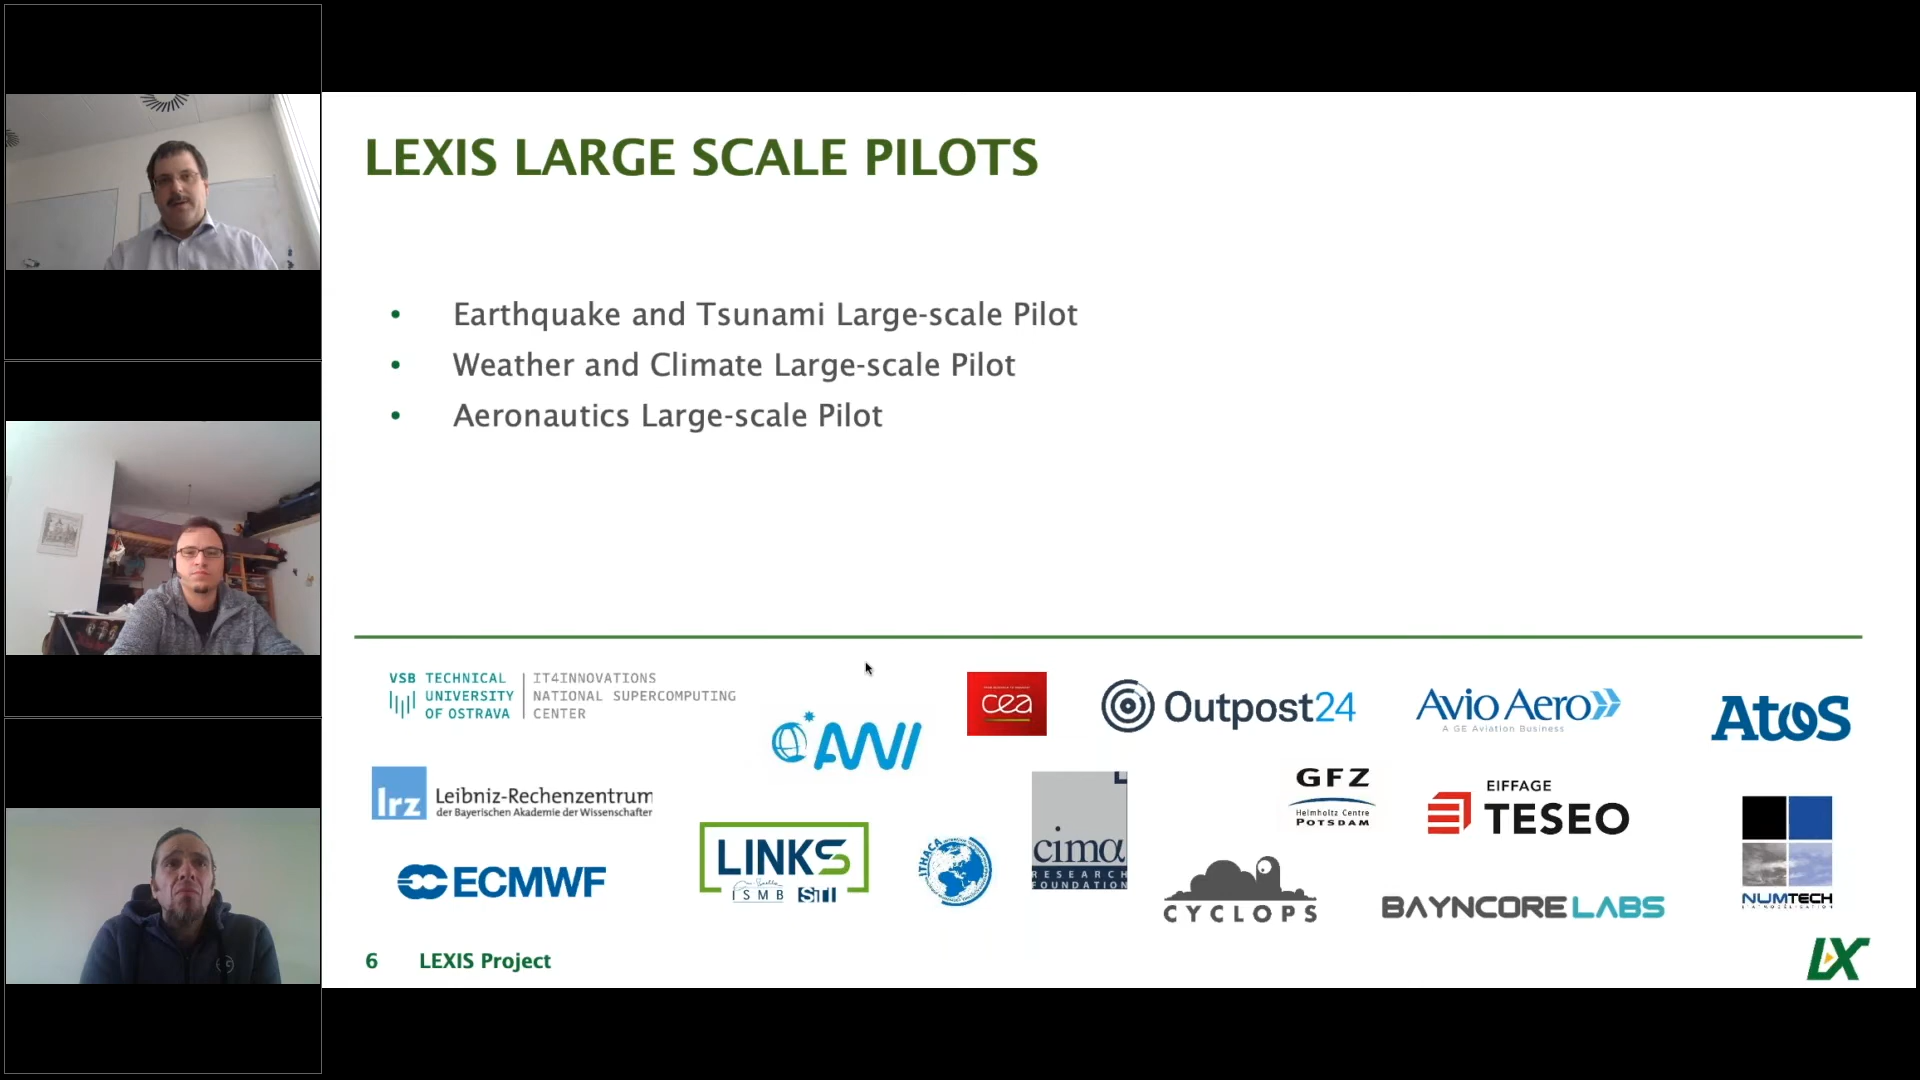 LEXIS LARGE SCALE PILOTS
• Earthquake and Tsunami Large-scale Pilot
• Weather and Climate Large-scale Pilot
• Aeronautics Large-scale Pilot
VSB TECHNICAL
UNIVERSITY
OF OSTRAVA
IT4INNOVATIONS
NATIONAL SUPERCOMPUTING
CENTER
AWI
cea
Outpost24
Avio Aero
A GE Aviation Business
Atos
lrz
Leibniz-Rechenzentrum
der Bayerischen Akademie der Wissenschaften
ECMWF
LINKS
ISMB
SiTI
ITHACA
cima
RESEARCH
FOUNDATION
GFZ
Helmholtz Centre
POTSDAM
CYCLOPS
EIFFAGE
TESEO
BAYNCORE LABS
NUMTECH
6 LEXIS Project
LX